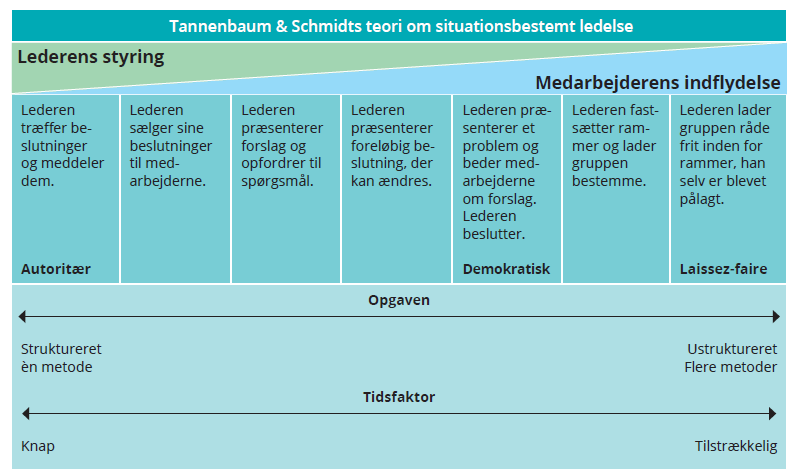 Tannenbaum & Schmidts teori om situationsbestemt ledelse
Lederens styring
Medarbejderens indflydelse
Lederen
træffer be-
slutninger
og meddeler
dem.
Autoritær
Lederen
sælger sine
beslutninger
til med-
arbejderne.
Lederen
præsenterer
forslag og
opfordrer til
spørgsmål.
Lederen
præsenterer
foreløbig be-
slutning, der
kan ændres.
Lederen præ-
senterer et
problem og
beder med-
arbejderne
om forslag.
Lederen
beslutter.
Demokratisk
Lederen fast-
sætter ram-
mer og lader
gruppen
bestemme.
Lederen lader
gruppen råde
frit inden for
rammer, han
selv er blevet
pålagt.
Laissez-faire
Opgaven
Struktureret
èn metode
Ustruktureret
Flere metoder
Tidsfaktor
Knap
Tilstrækkelig